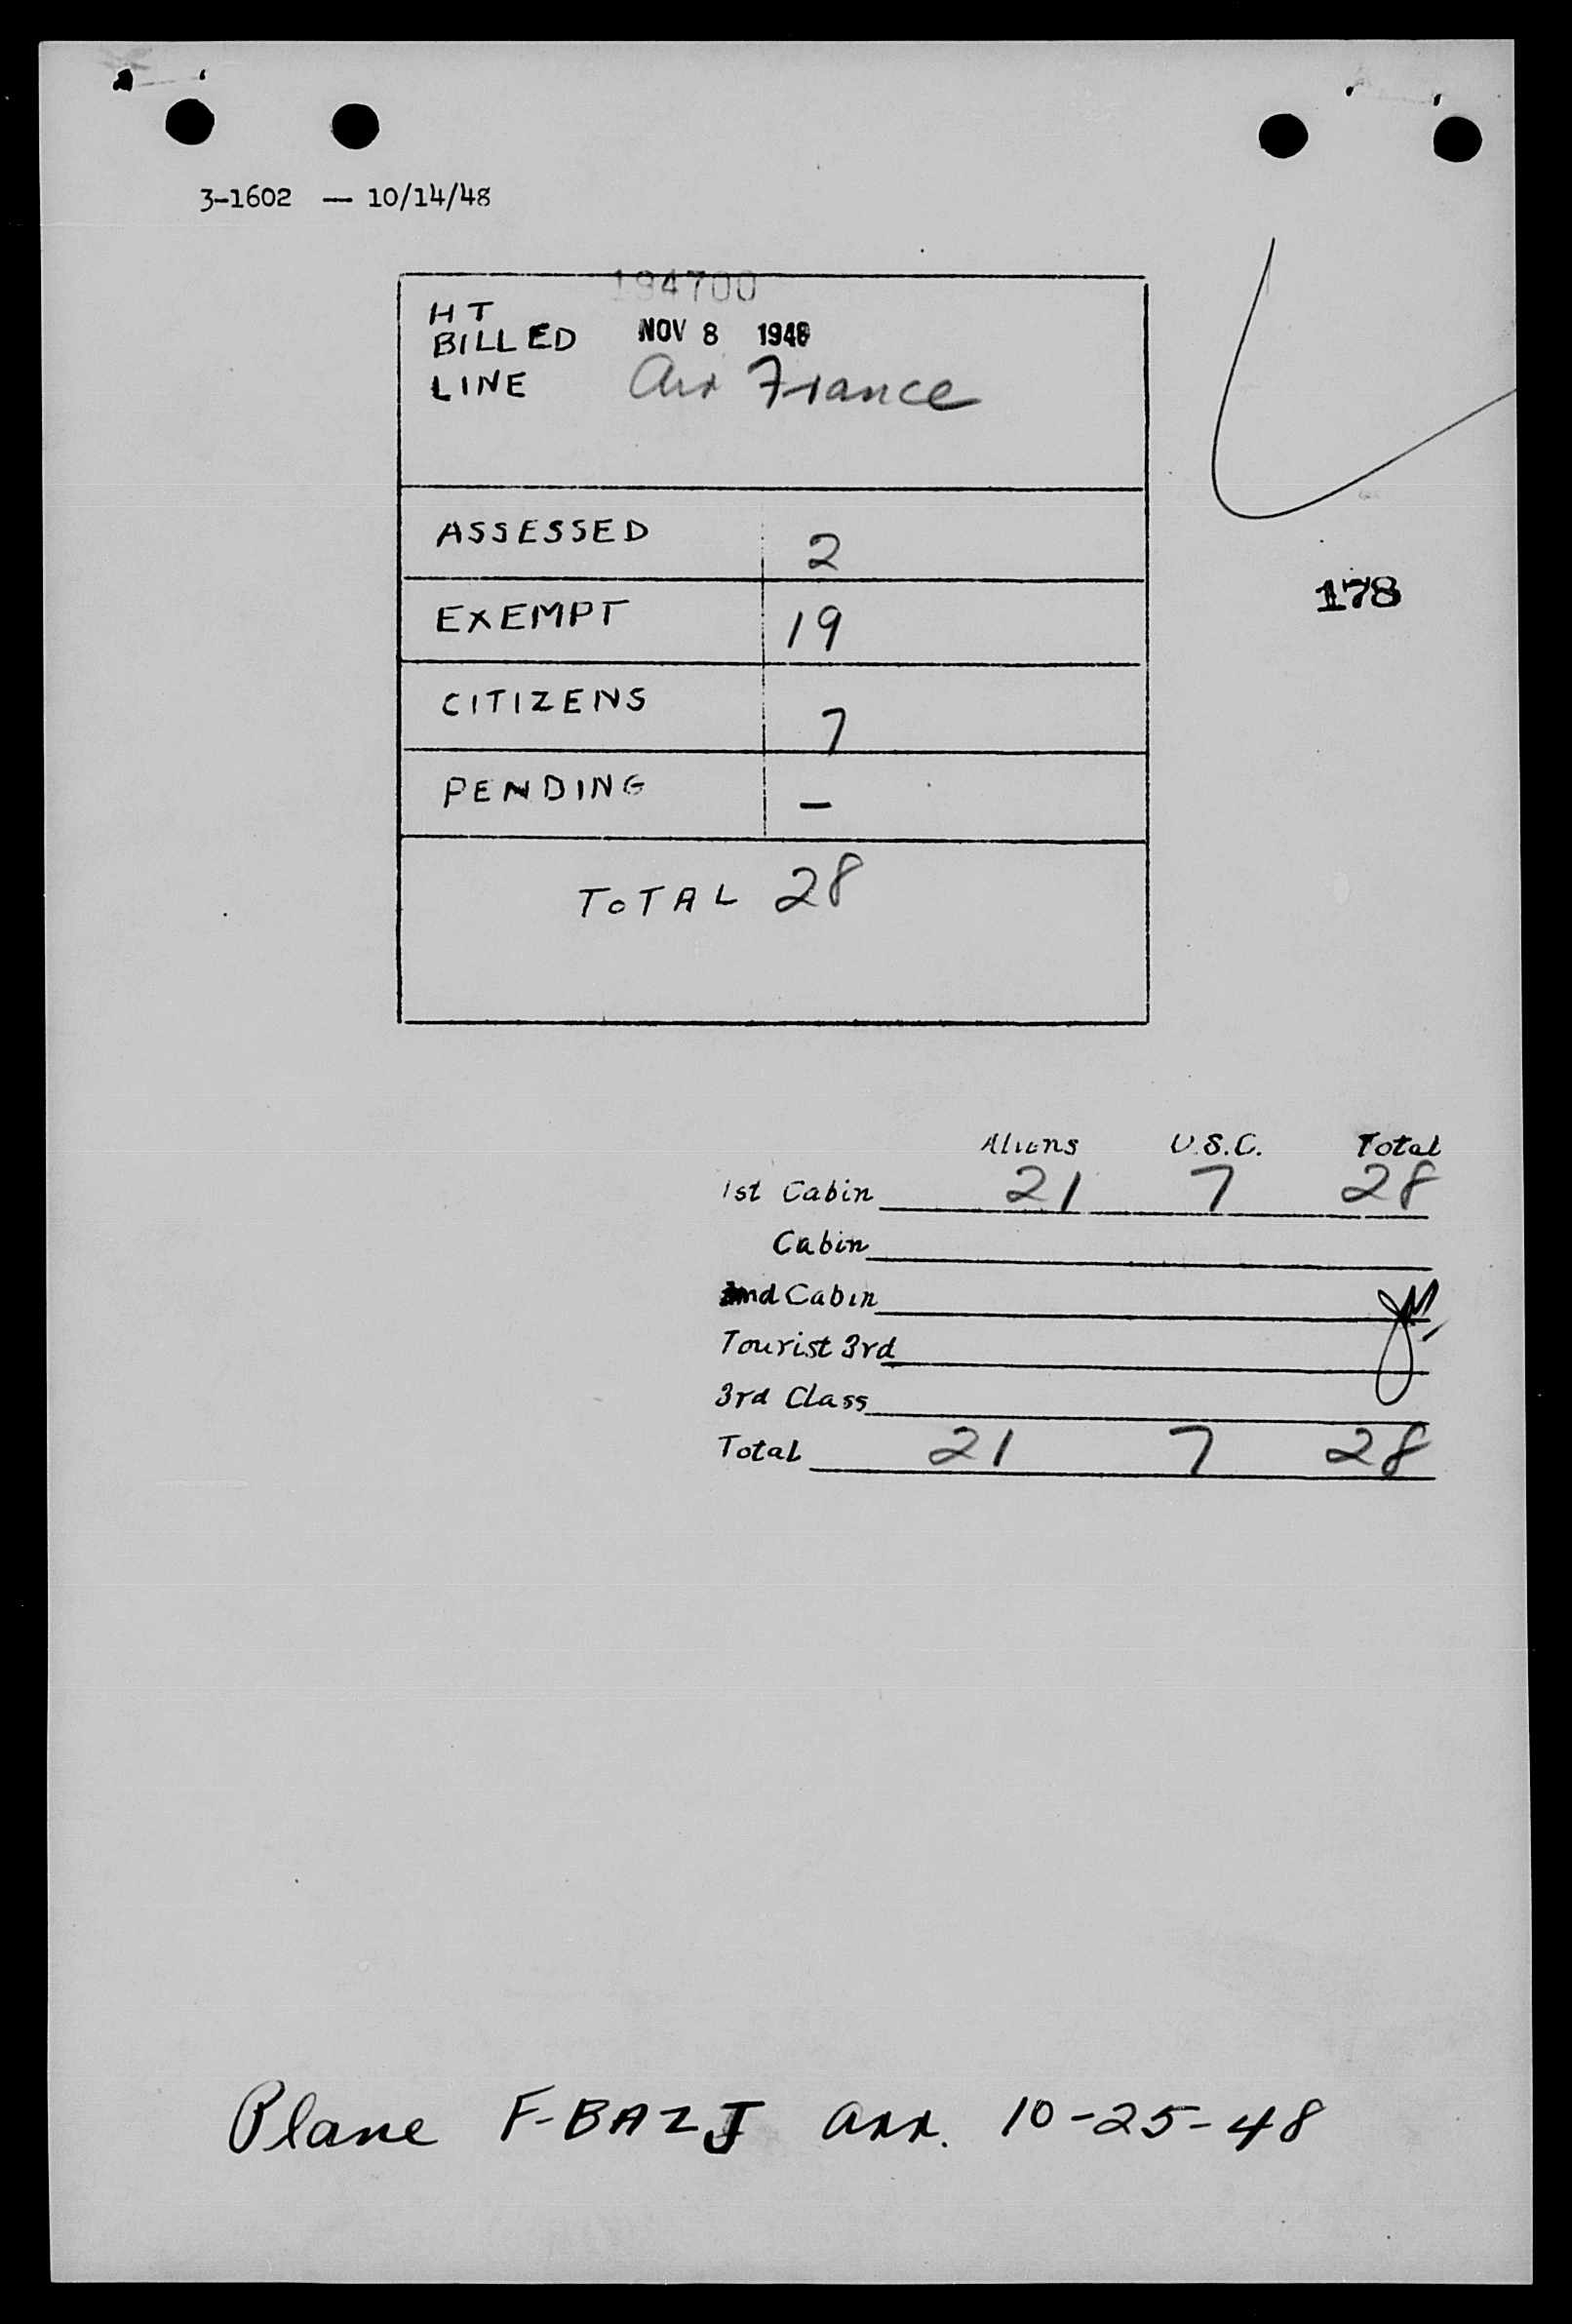 3-1602 — 10/14/48
194700
HT
BILLED NOV 8 1948
LINE Air France
ASSESSED 2
178
EXEMPT 19
CITIZENS 7
PENDING —
TOTAL 28
Aliens U.S.C. Total
1st Cabin 21 7 28
Cabin
2nd Cabin
Tourist 3rd
3rd Class
Total 21 7 28
Plane F-BAZJ arr. 10-25-48